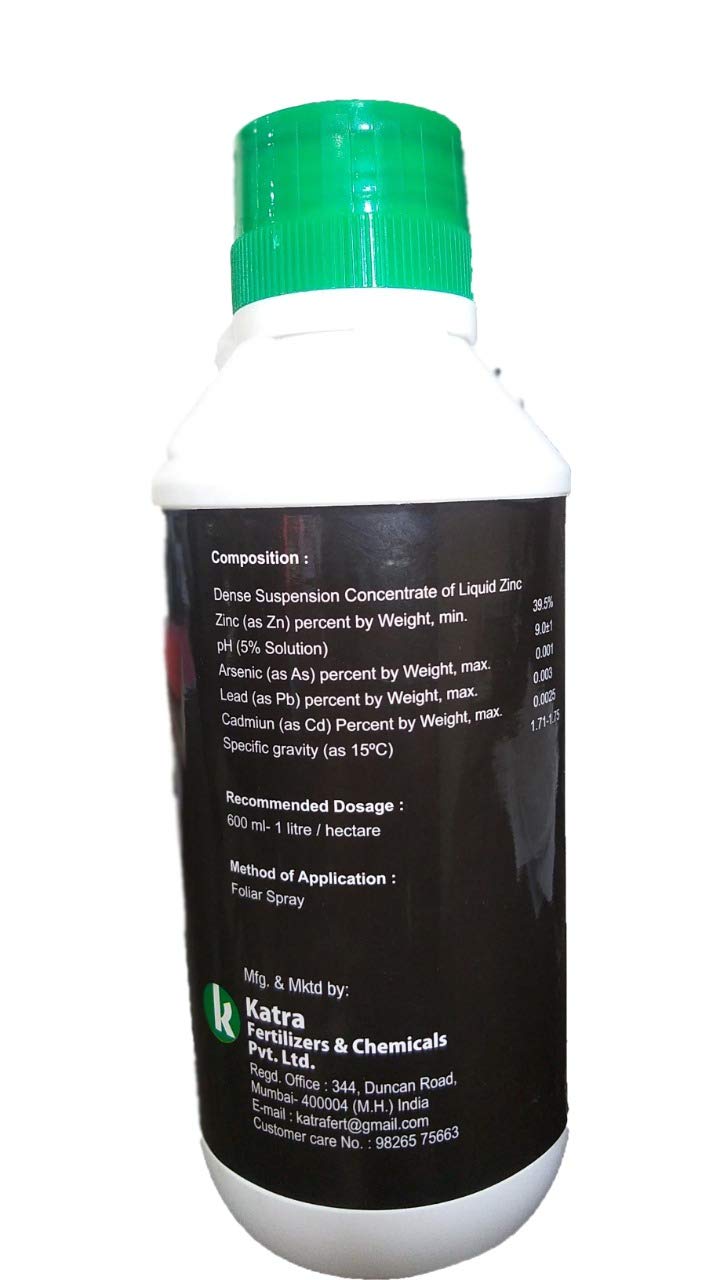 Composition :
Dense Suspension Concentrate of Liquid Zinc
Zinc (as Zn) percent by Weight, min. 39.5%
pH (5% Solution) 9.0±1
Arsenic (as As) percent by Weight, max. 0.001
Lead (as Pb) percent by Weight, max. 0.003
Cadmiun (as Cd) Percent by Weight, max. 0.0025
Specific gravity (as 15ºC) 1.71-1.75
Recommended Dosage :
600 ml- 1 litre / hectare
Method of Application :
Foliar Spray
Mfg. & Mktd by:
k Katra
Fertilizers & Chemicals
Pvt. Ltd.
Regd. Office : 344, Duncan Road,
Mumbai- 400004 (M.H.) India
E-mail : katrafert@gmail.com
Customer care No. : 98265 75663